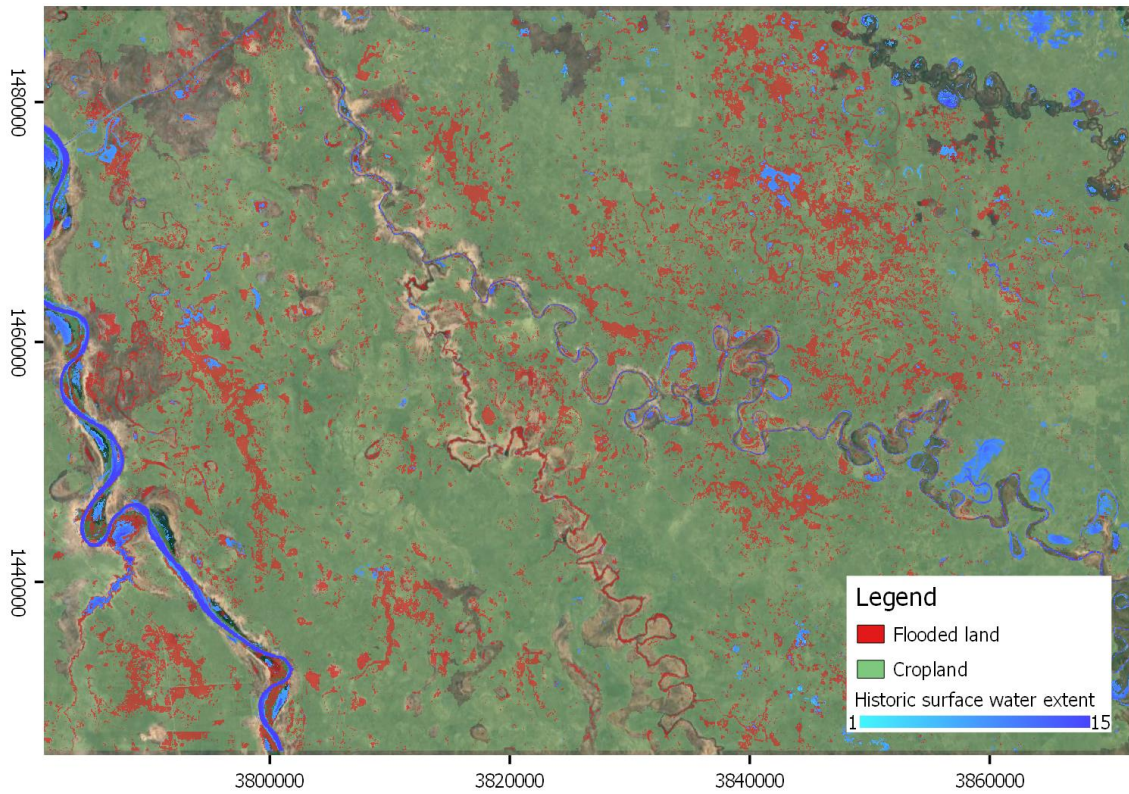 1480000
1460000
1440000
Legend
Flooded land
Cropland
Historic surface water extent
1 15
3800000 3820000 3840000 3860000